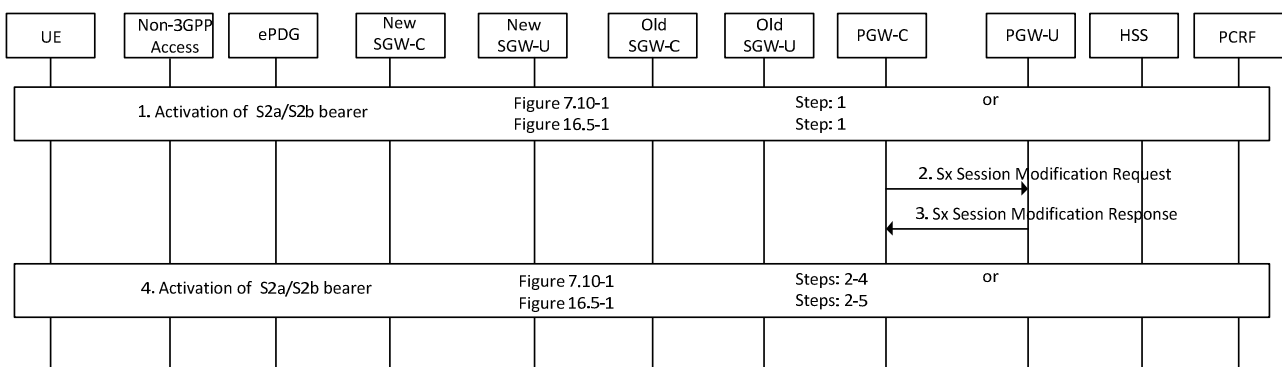 UE
Non-3GPP
Access
ePDG
New
SGW-C
New
SGW-U
Old
SGW-C
Old
SGW-U
PGW-C
PGW-U
HSS
PCRF
1. Activation of S2a/S2b bearer
Figure 7.10-1 Step: 1 or
Figure 16.5-1 Step: 1
2. Sx Session Modification Request
3. Sx Session Modification Response
4. Activation of S2a/S2b bearer
Figure 7.10-1 Steps: 2-4 or
Figure 16.5-1 Steps: 2-5